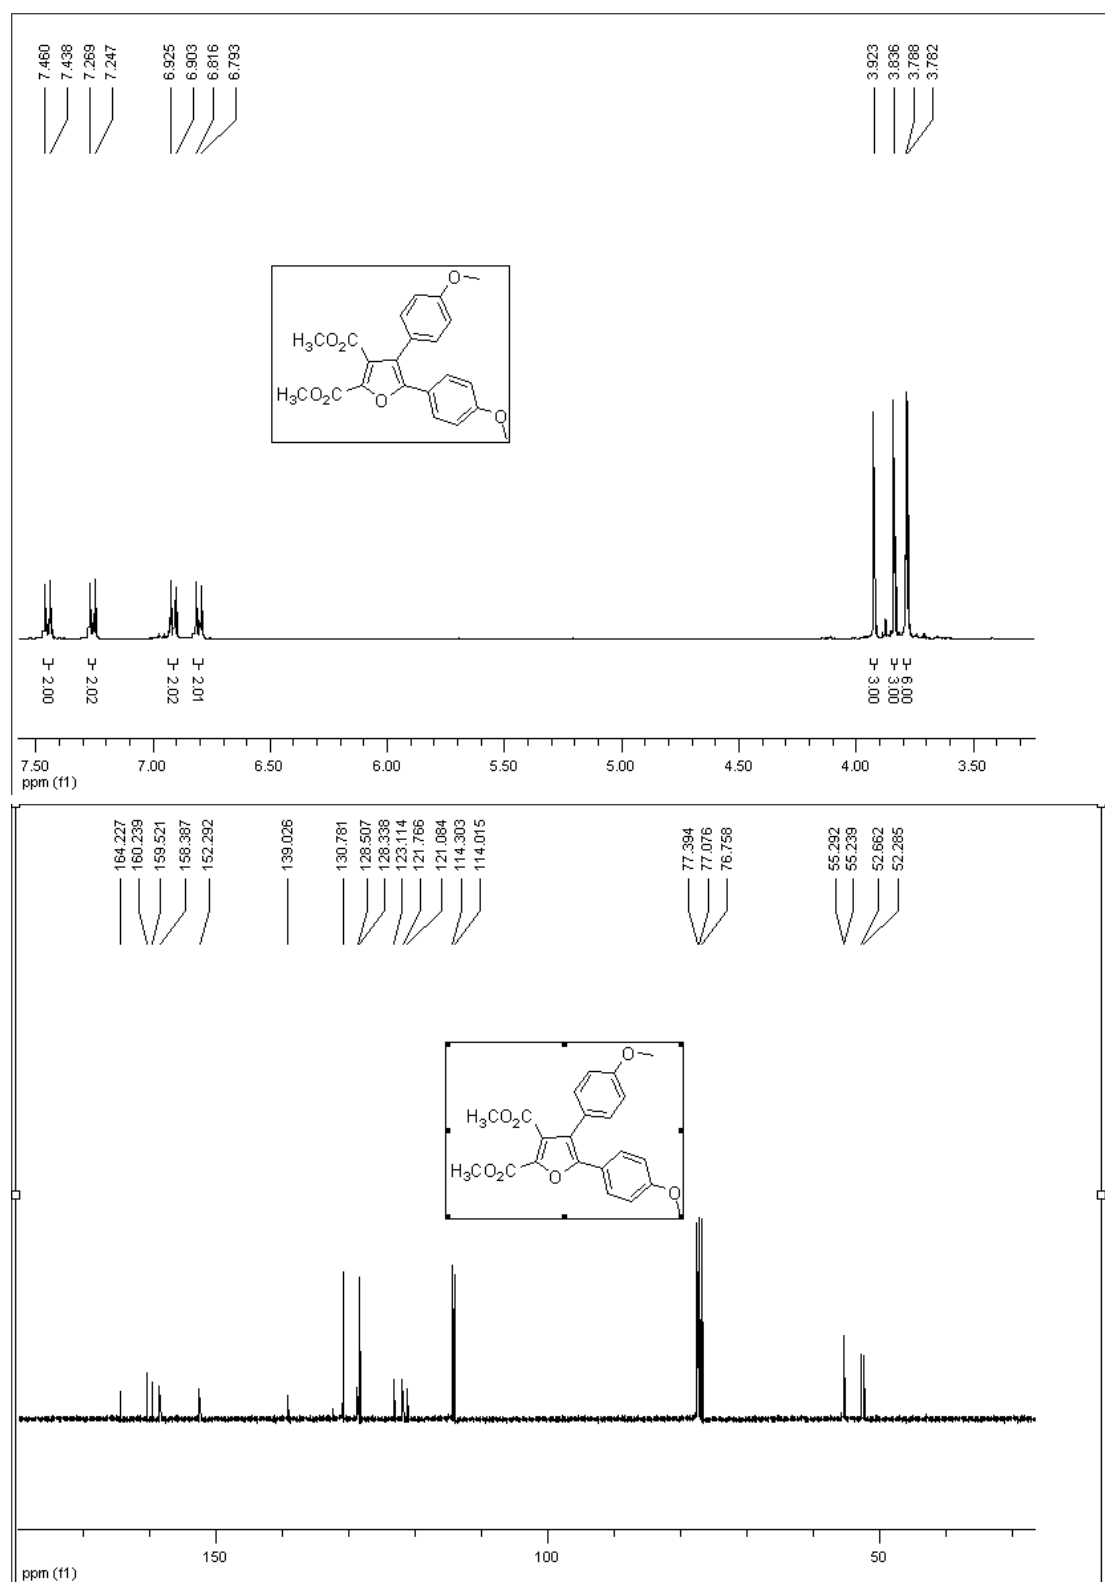 7.460 7.438 7.269 7.247 6.925 6.903 6.816 6.793 3.923 3.836 3.788 3.782
O
H3CO2C
H3CO2C
O
O
2.00 2.02 2.02 2.01 3.00 3.00 6.00
7.50 7.00 6.50 6.00 5.50 5.00 4.50 4.00 3.50
ppm (f1)
164.227 160.239 159.521 158.387 152.292 139.026 130.781 128.507 128.338 123.114 121.766 121.084 114.303 114.015 77.394 77.076 76.758 55.292 55.239 52.662 52.285
O
H3CO2C
H3CO2C
O
O
150 100 50
ppm (f1)